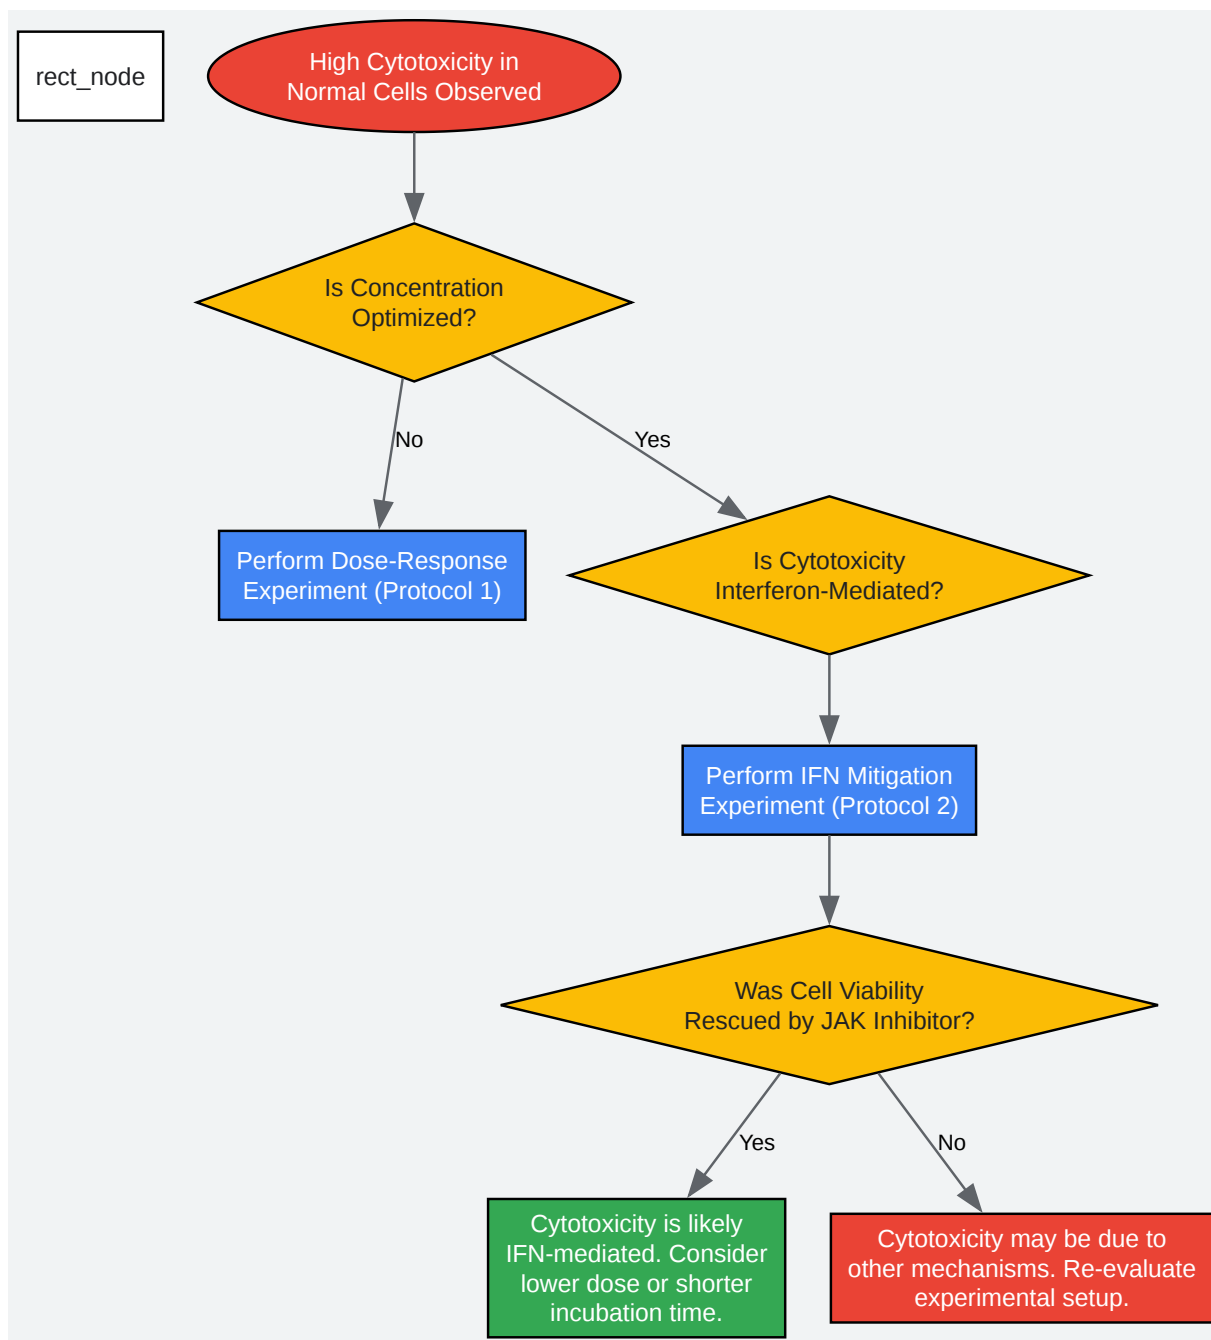 rect_node
High Cytotoxicity in
Normal Cells Observed
Is Concentration
Optimized?
No
Yes
Perform Dose-Response
Experiment (Protocol 1)
Is Cytotoxicity
Interferon-Mediated?
Perform IFN Mitigation
Experiment (Protocol 2)
Was Cell Viability
Rescued by JAK Inhibitor?
Yes
No
Cytotoxicity is likely
IFN-mediated. Consider
lower dose or shorter
incubation time.
Cytotoxicity may be due to
other mechanisms. Re-evaluate
experimental setup.